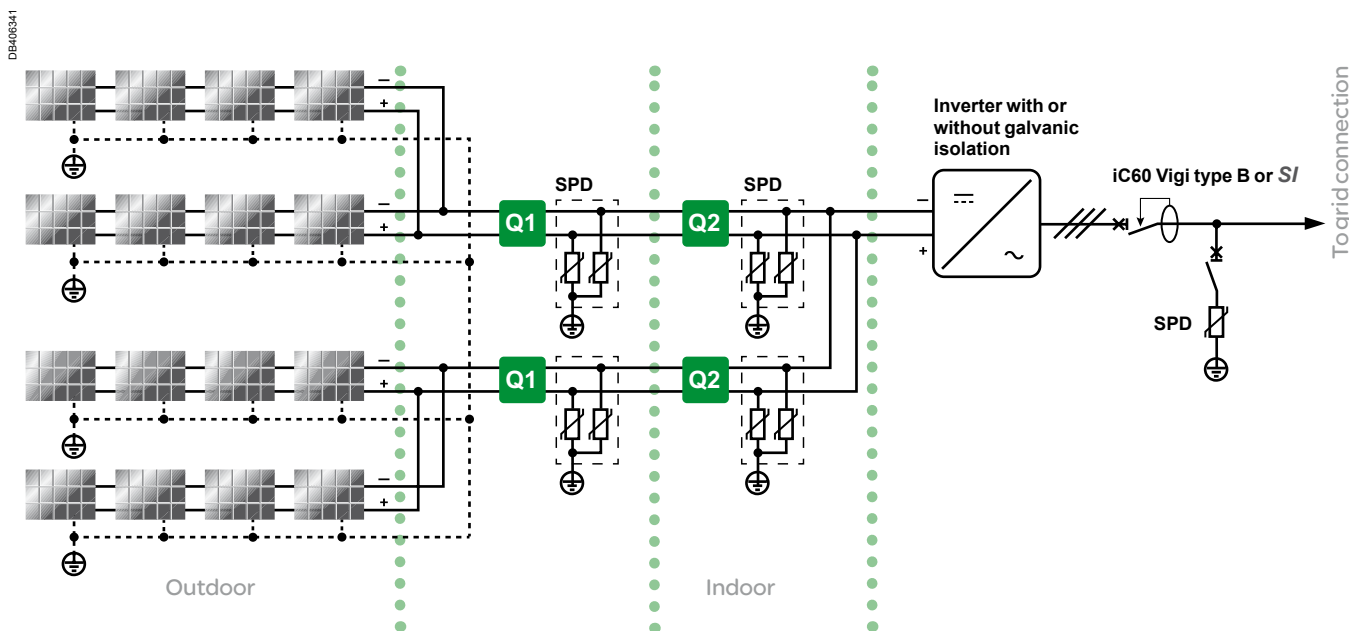 DB406341
− +
− +
− +
− +
Q1
SPD
Q2
SPD
Q1
Q2
Inverter with or
without galvanic
isolation
− +
iC60 Vigi type B or SI
SPD
To grid connection
Outdoor
Indoor